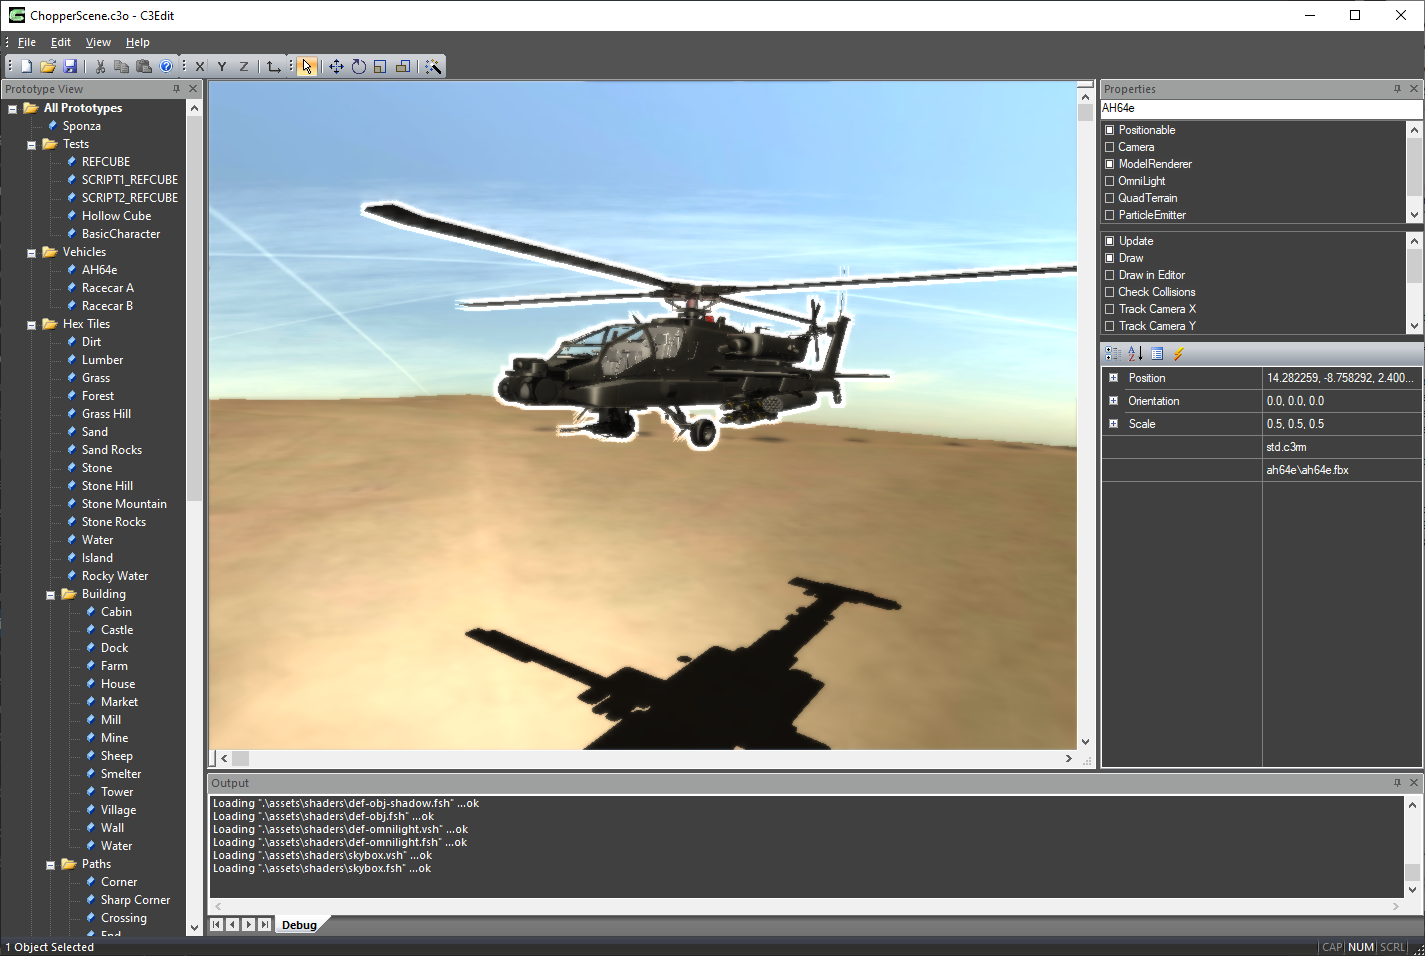 ChopperScene.c3o - C3Edit
File Edit View Help
X Y Z
Prototype View
All Prototypes
Sponza
Tests
REFCUBE
SCRIPT1_REFCUBE
SCRIPT2_REFCUBE
Hollow Cube
BasicCharacter
Vehicles
AH64e
Racecar A
Racecar B
Hex Tiles
Dirt
Lumber
Grass
Forest
Grass Hill
Sand
Sand Rocks
Stone
Stone Hill
Stone Mountain
Stone Rocks
Water
Island
Rocky Water
Building
Cabin
Castle
Dock
Farm
House
Market
Mill
Mine
Sheep
Smelter
Tower
Village
Wall
Water
Paths
Corner
Sharp Corner
Crossing
End
Properties
AH64e
Positionable
Camera
ModelRenderer
OmniLight
QuadTerrain
ParticleEmitter
Update
Draw
Draw in Editor
Check Collisions
Track Camera X
Track Camera Y
Position 14.282259, -8.758292, 2.400...
Orientation 0.0, 0.0, 0.0
Scale 0.5, 0.5, 0.5
std.c3rm
ah64e\ah64e.fbx
Output
Loading ".\assets\shaders\def-obj-shadow.fsh" ...ok
Loading ".\assets\shaders\def-obj.fsh" ...ok
Loading ".\assets\shaders\def-omnilight.vsh" ...ok
Loading ".\assets\shaders\def-omnilight.fsh" ...ok
Loading ".\assets\shaders\skybox.vsh" ...ok
Loading ".\assets\shaders\skybox.fsh" ...ok
Debug
1 Object Selected
CAP NUM SCRL